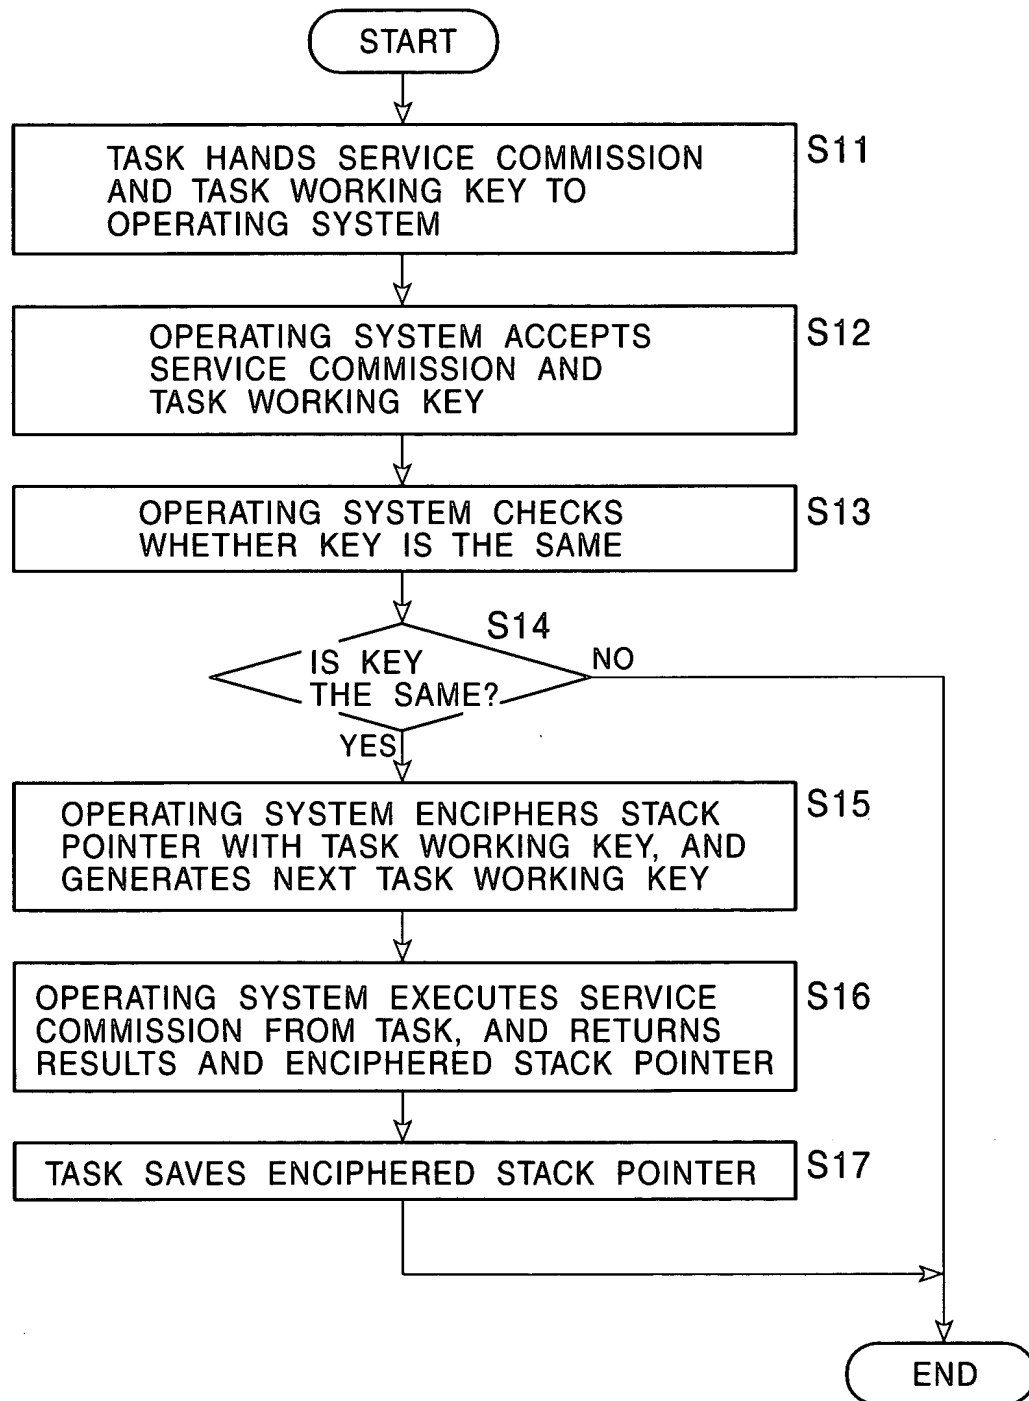 START
TASK HANDS SERVICE COMMISSION
AND TASK WORKING KEY TO
OPERATING SYSTEM
S11
OPERATING SYSTEM ACCEPTS
SERVICE COMMISSION AND
TASK WORKING KEY
S12
OPERATING SYSTEM CHECKS
WHETHER KEY IS THE SAME
S13
S14
IS KEY
THE SAME?
NO
YES
OPERATING SYSTEM ENCIPHERS STACK
POINTER WITH TASK WORKING KEY, AND
GENERATES NEXT TASK WORKING KEY
S15
OPERATING SYSTEM EXECUTES SERVICE
COMMISSION FROM TASK, AND RETURNS
RESULTS AND ENCIPHERED STACK POINTER
S16
TASK SAVES ENCIPHERED STACK POINTER
S17
END